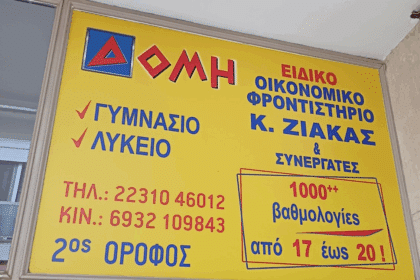 ΔΟΜΗ
ΓΥΜΝΑΣΙΟ
ΛΥΚΕΙΟ
ΤΗΛ.: 22310 46012
ΚΙΝ.: 6932 109843
2ος ΟΡΟΦΟΣ
ΕΙΔΙΚΟ
ΟΙΚΟΝΟΜΙΚΟ
ΦΡΟΝΤΙΣΤΗΡΙΟ
Κ. ΖΙΑΚΑΣ
&
ΣΥΝΕΡΓΑΤΕΣ
1000++
βαθμολογίες
από 17 έως 20 !